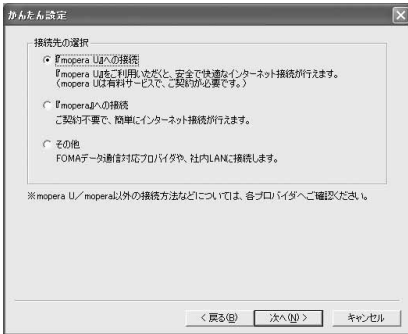 かんたん設定
接続先の選択
『mopera U』への接続
『mopera U』をご利用いただくと、安全で快適なインターネット接続が行えます。
（mopera Uは有料サービスで、ご契約が必要です。）
『mopera』への接続
ご契約不要で、簡単にインターネット接続が行えます。
その他
FOMAデータ通信対応プロバイダや、社内LANに接続します。
※mopera U／mopera以外の接続方法などについては、各プロバイダへご確認ください。
< 戻る(B)
次へ(N) >
キャンセル